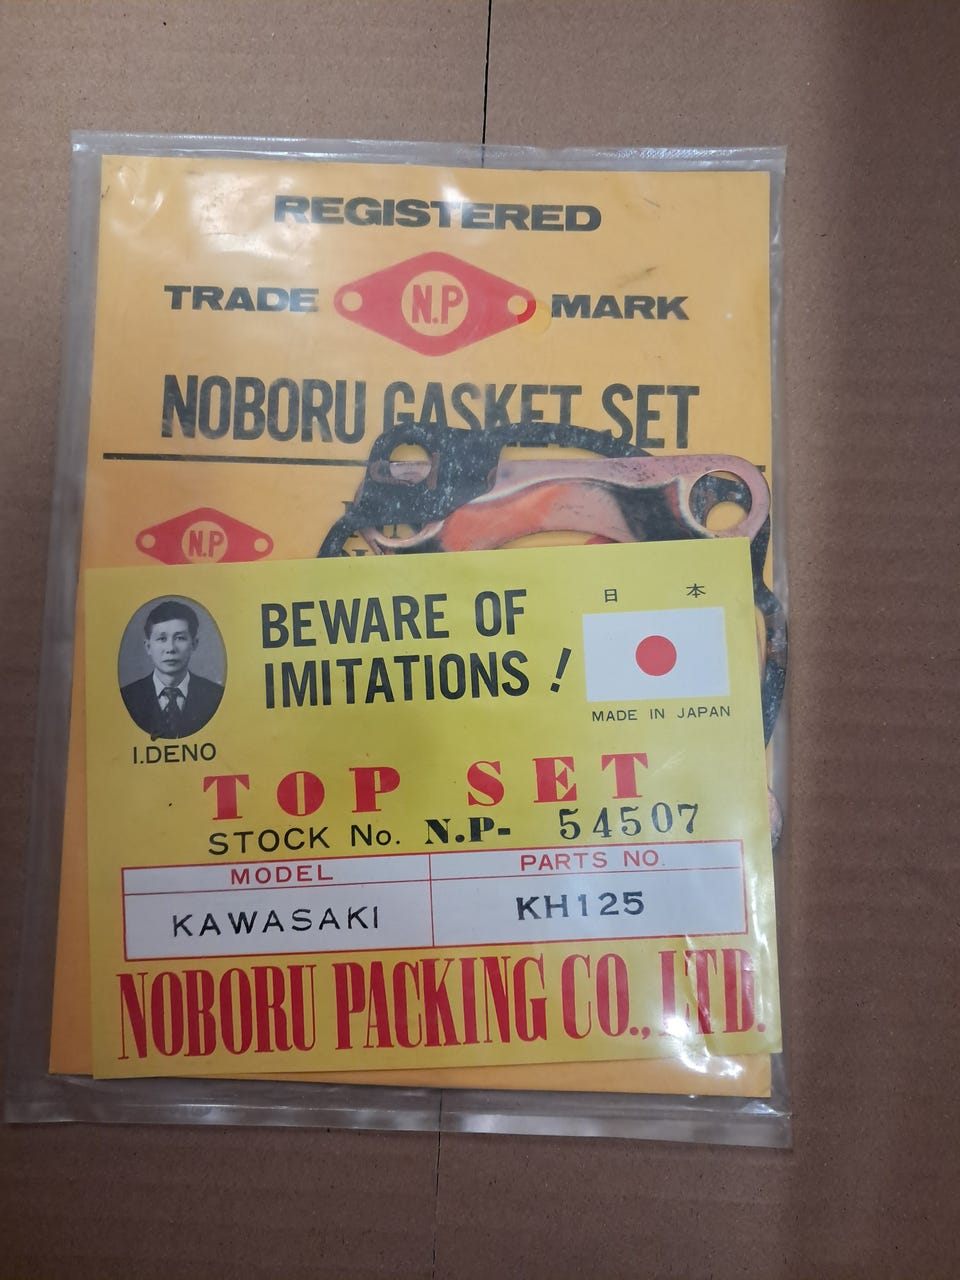 REGISTERED
TRADE N.P MARK
NOBORU GASKET SET
N.P
BEWARE OF
IMITATIONS !
日 本
MADE IN JAPAN
I.DENO
TOP SET
STOCK No. N.P- 54507
MODEL PARTS NO.
KAWASAKI KH125
NOBORU PACKING CO., LTD.